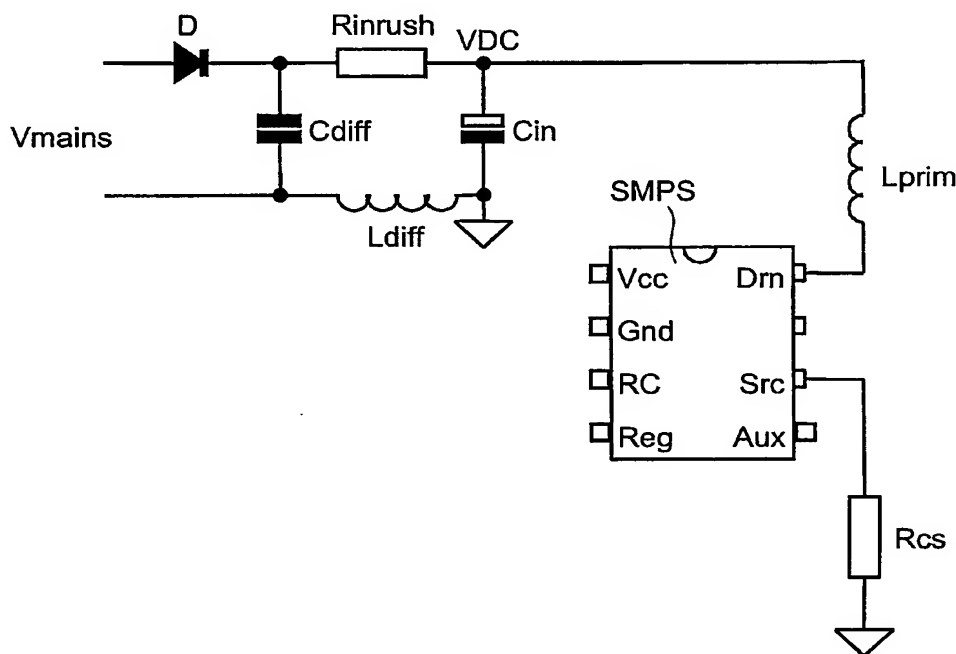 D
Rinrush
VDC
Vmains
Cdiff
Cin
Ldiff
Lprim
SMPS
Vcc
Drn
Gnd
RC
Src
Reg
Aux
Rcs